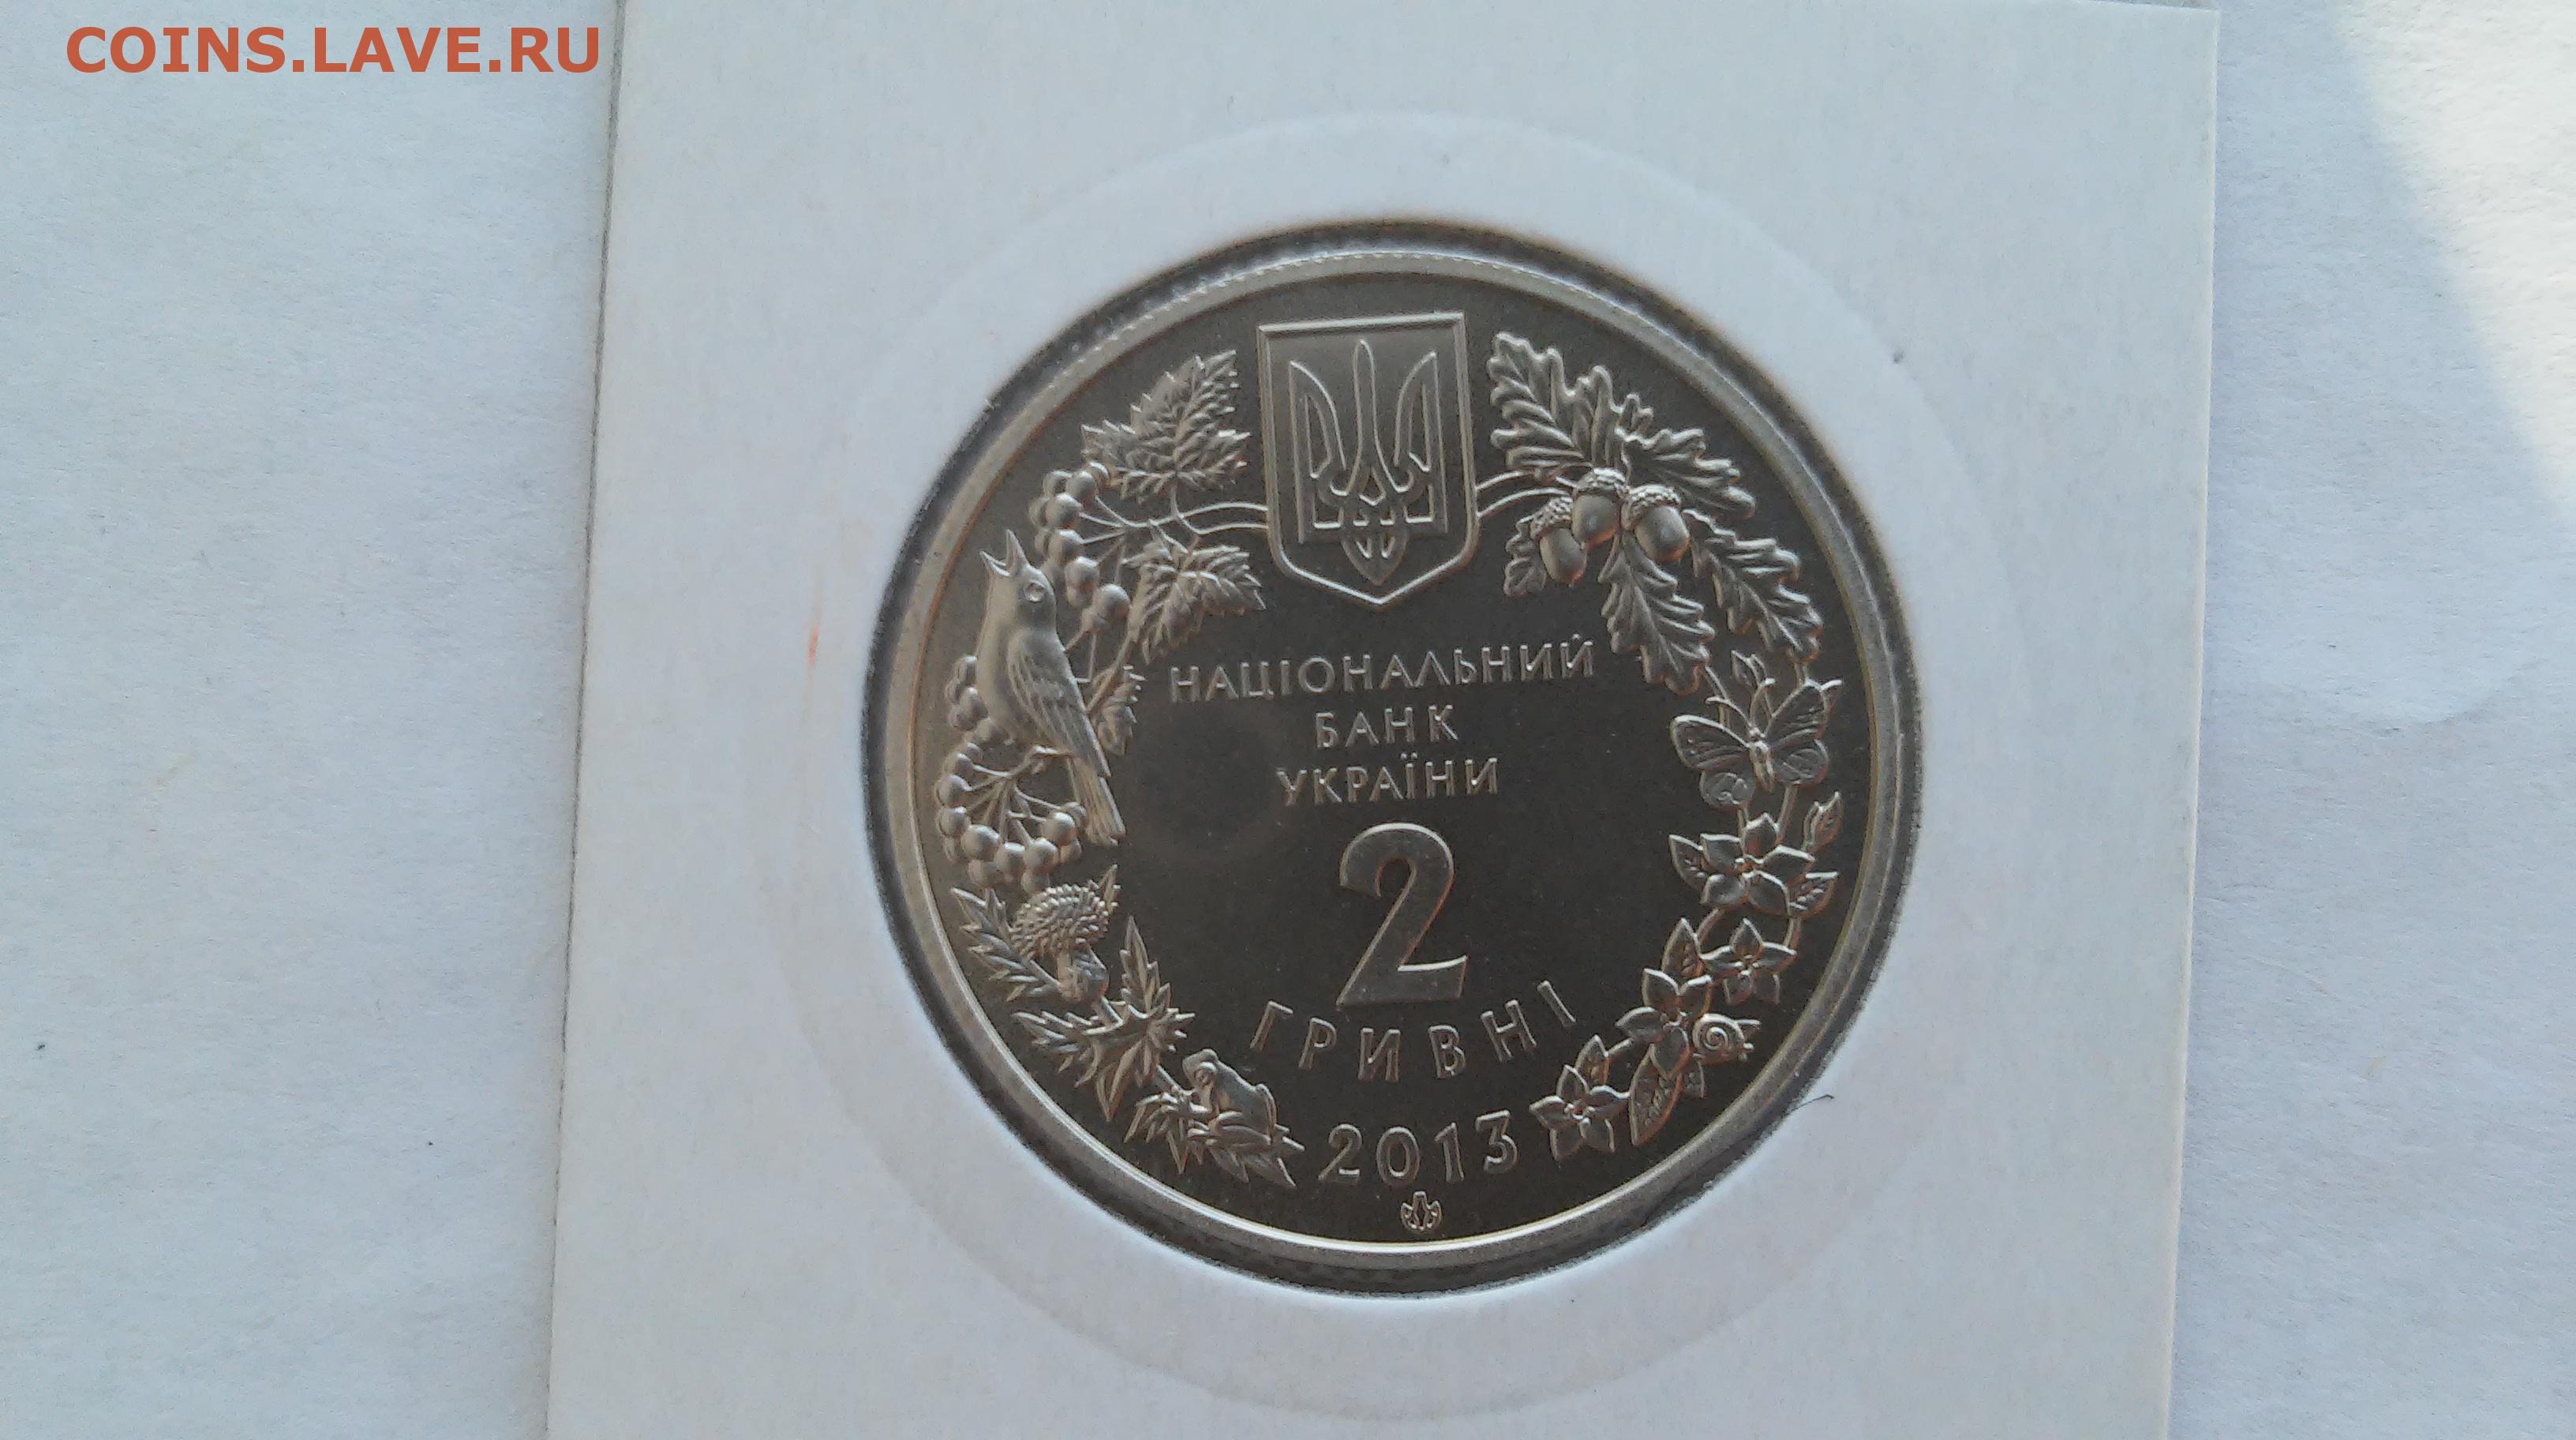 COINS.LAVE.RU
НАЦІОНАЛЬНИЙ
БАНК
УКРАЇНИ
2
ГРИВНІ
2013